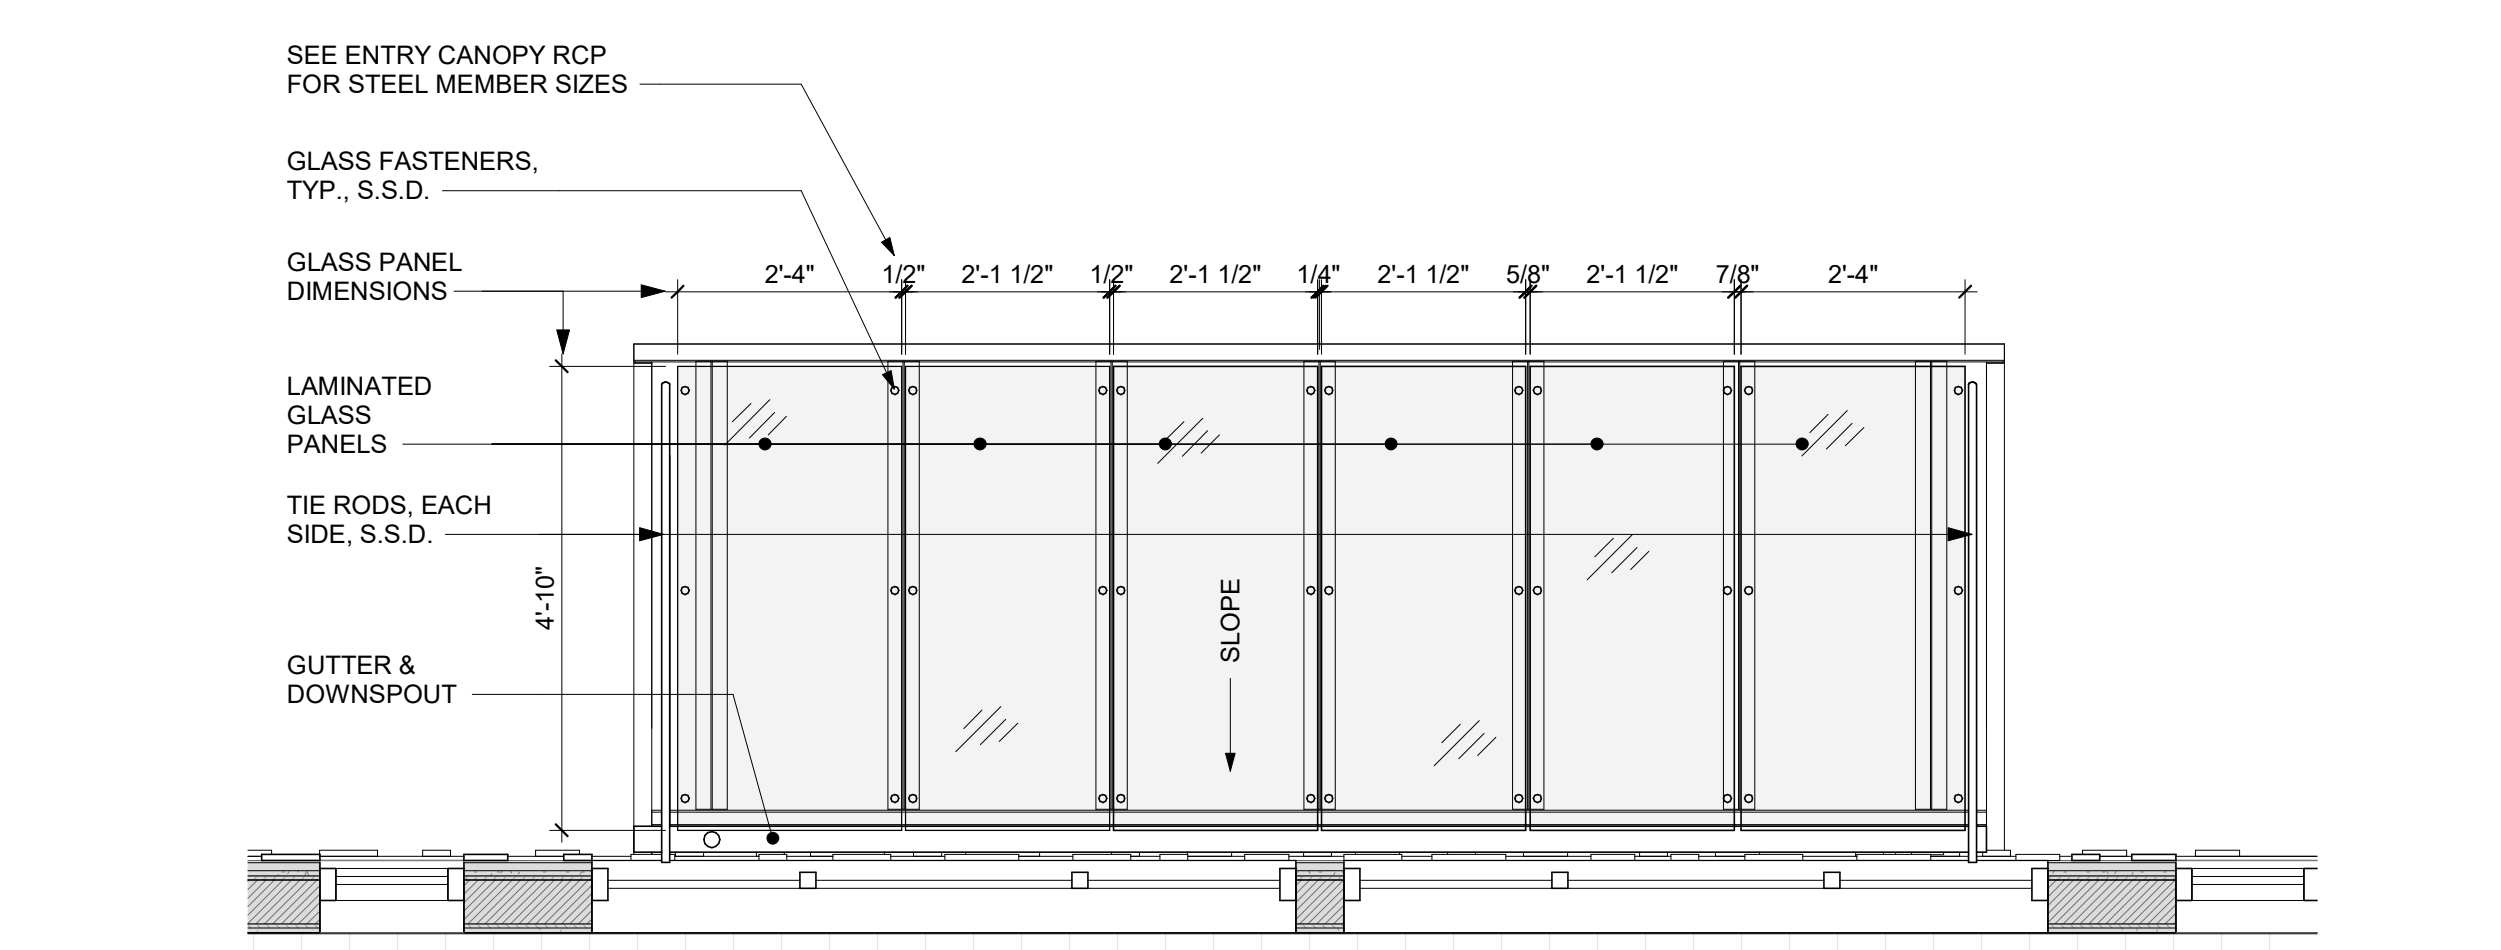 SEE ENTRY CANOPY RCP
FOR STEEL MEMBER SIZES
GLASS FASTENERS,
TYP., S.S.D.
GLASS PANEL
DIMENSIONS
2'-4" 1/2" 2'-1 1/2" 1/2" 2'-1 1/2" 1/4" 2'-1 1/2" 5/8" 2'-1 1/2" 7/8" 2'-4"
LAMINATED
GLASS
PANELS
TIE RODS, EACH
SIDE, S.S.D.
4'-10"
SLOPE
GUTTER &
DOWNSPOUT